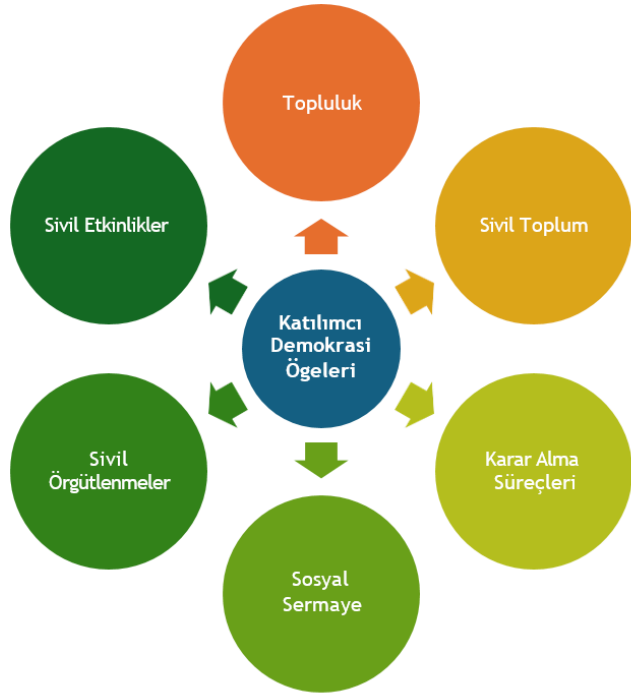 Topluluk
Sivil Etkinlikler
Sivil Toplum
Katılımcı
Demokrasi
Ögeleri
Sivil
Örgütlenmeler
Karar Alma
Süreçleri
Sosyal
Sermaye